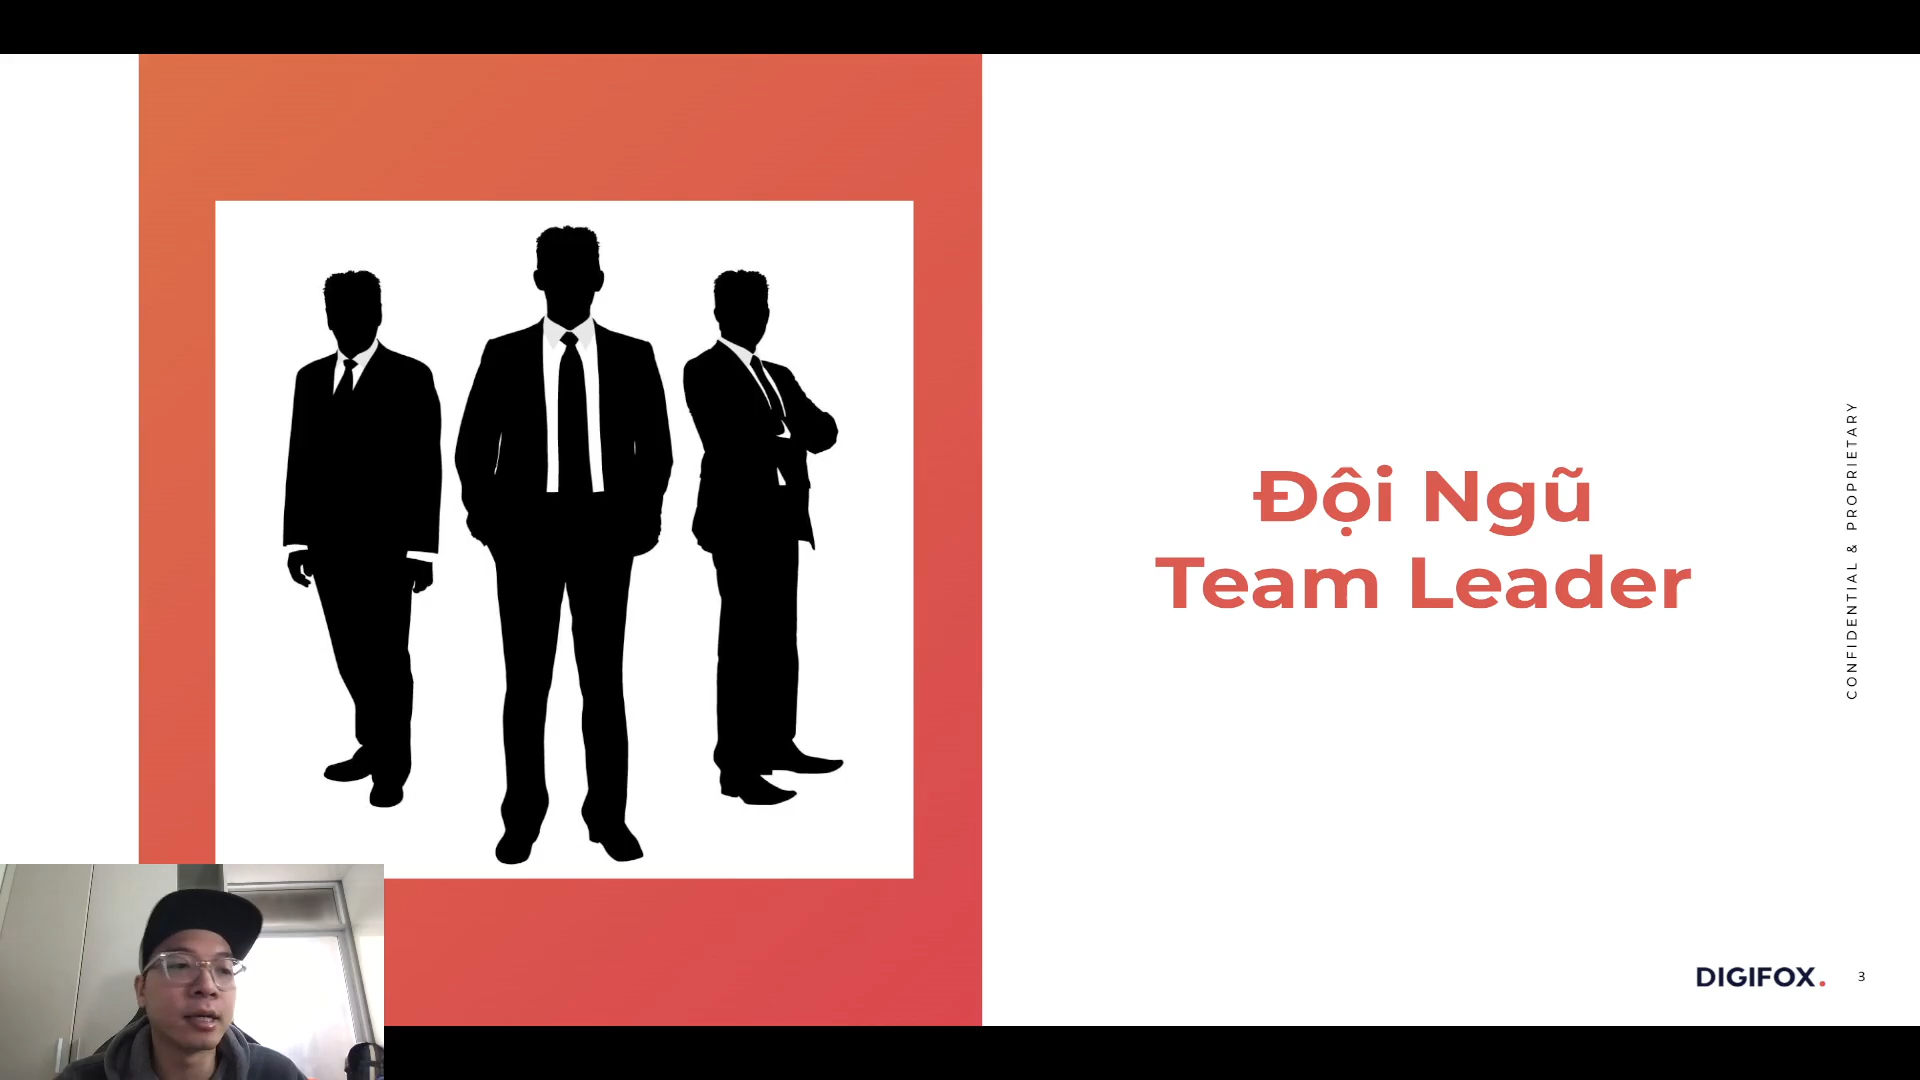 Đội Ngũ
Team Leader
CONFIDENTIAL & PROPRIETARY
DIGIFOX.
3